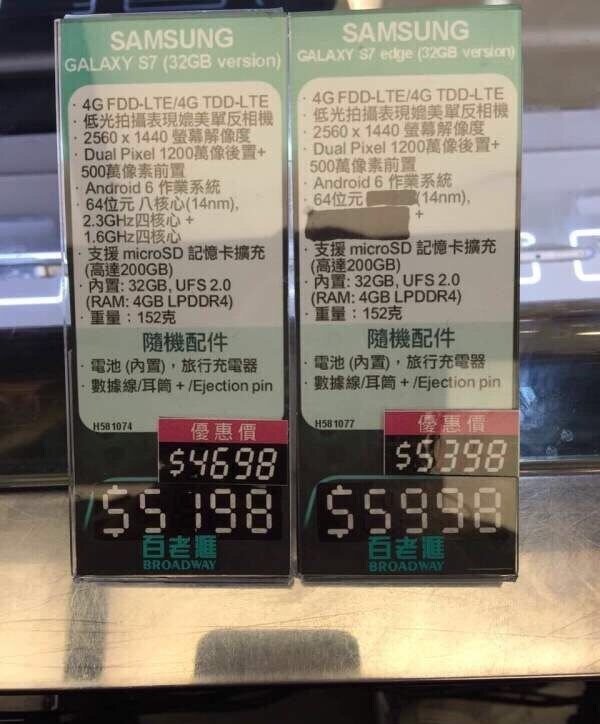 SAMSUNG
GALAXY S7 (32GB version)
· 4G FDD-LTE/4G TDD-LTE
· 低光拍攝表現媲美單反相機
· 2560 x 1440 螢幕解像度
· Dual Pixel 1200萬像後置+
500萬像素前置
· Android 6 作業系統
· 64位元 八核心(14nm),
2.3GHz四核心 +
1.6GHz四核心
· 支援 microSD 記憶卡擴充
(高達200GB)
· 內置: 32GB, UFS 2.0
(RAM: 4GB LPDDR4)
· 重量：152克
隨機配件
· 電池 (內置)，旅行充電器
· 數據線/耳筒 + /Ejection pin
H581074
優惠價
$4698
$5198
百老滙
BROADWAY
SAMSUNG
GALAXY S7 edge (32GB version)
· 4G FDD-LTE/4G TDD-LTE
· 低光拍攝表現媲美單反相機
· 2560 x 1440 螢幕解像度
· Dual Pixel 1200萬像後置+
500萬像素前置
· Android 6 作業系統
· 64位元 (14nm),
+
· 支援 microSD 記憶卡擴充
(高達200GB)
· 內置: 32GB, UFS 2.0
(RAM: 4GB LPDDR4)
· 重量：152克
隨機配件
· 電池 (內置)，旅行充電器
· 數據線/耳筒 + /Ejection pin
H581077
優惠價
$5398
$5998
百老滙
BROADWAY